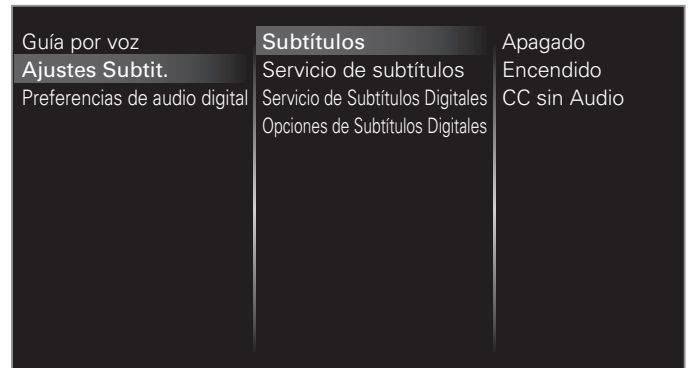 Guía por voz
Ajustes Subtit.
Preferencias de audio digital
Subtítulos
Servicio de subtítulos
Servicio de Subtítulos Digitales
Opciones de Subtítulos Digitales
Apagado
Encendido
CC sin Audio